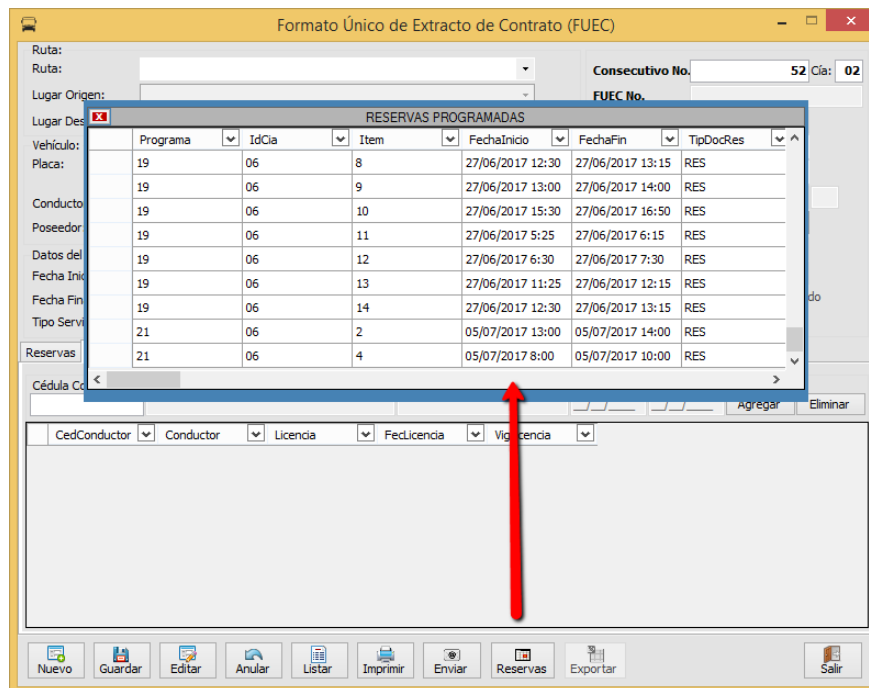 Formato Único de Extracto de Contrato (FUEC)
Ruta:
Ruta:
Consecutivo No. 52 Cía: 02
Lugar Origen:
FUEC No.
Lugar Des
RESERVAS PROGRAMADAS
Vehículo:
Programa IdCia Item FechaInicio FechaFin TipDocRes
Placa:
19 06 8 27/06/2017 12:30 27/06/2017 13:15 RES
19 06 9 27/06/2017 13:00 27/06/2017 14:00 RES
Conducto
19 06 10 27/06/2017 15:30 27/06/2017 16:50 RES
Poseedor
19 06 11 27/06/2017 5:25 27/06/2017 6:15 RES
Datos del
19 06 12 27/06/2017 6:30 27/06/2017 7:30 RES
Fecha Inic
19 06 13 27/06/2017 11:25 27/06/2017 12:15 RES
Fecha Fin
do
19 06 14 27/06/2017 12:30 27/06/2017 13:15 RES
Tipo Servi
21 06 2 05/07/2017 13:00 05/07/2017 14:00 RES
Reservas
21 06 4 05/07/2017 8:00 05/07/2017 10:00 RES
Cédula Co
__/__/____ __/__/____ Agregar Eliminar
CedConductor Conductor Licencia FecLicencia
Nuevo Guardar Editar Anular Listar Imprimir Enviar Reservas Exportar Salir